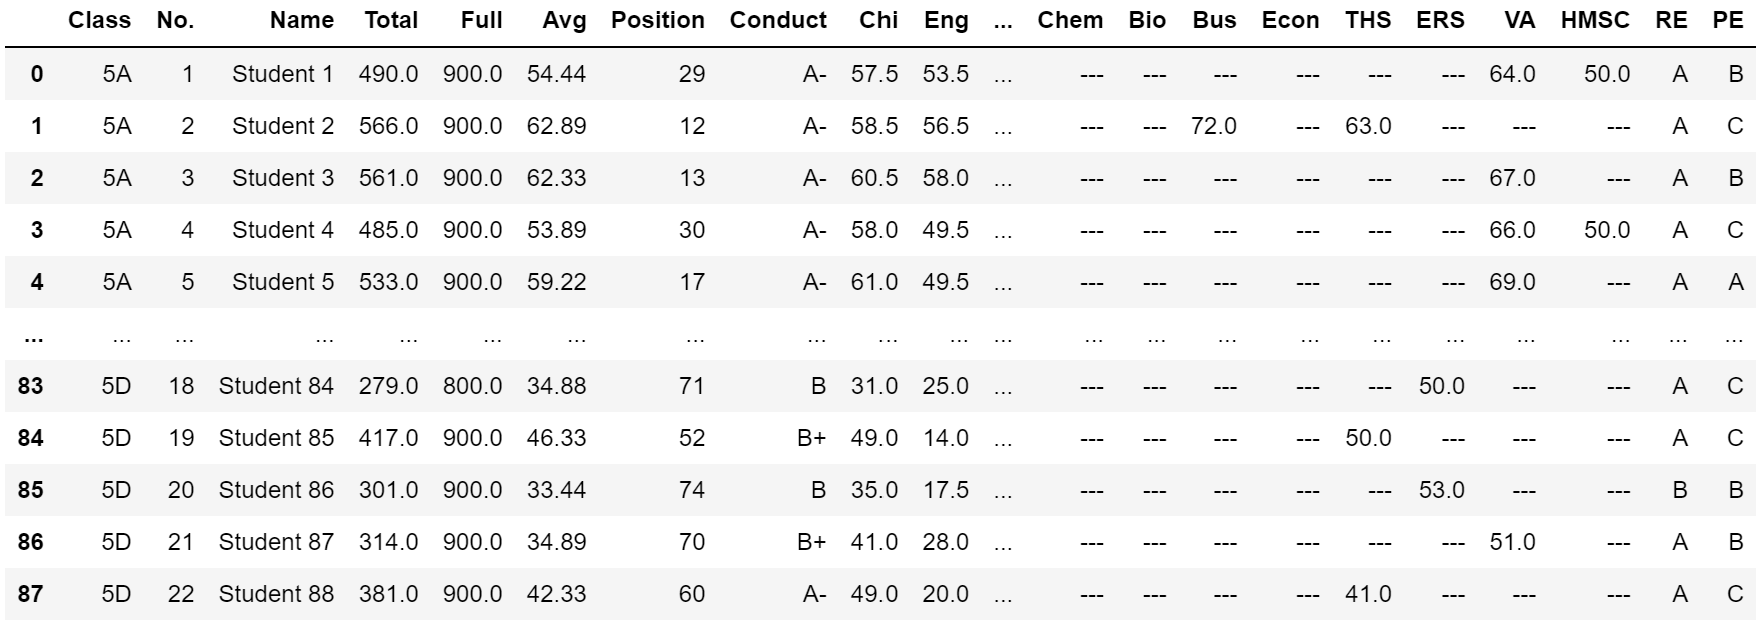 Class No. Name Total Full Avg Position Conduct Chi Eng ... Chem Bio Bus Econ THS ERS VA HMSC RE PE
0 5A 1 Student 1 490.0 900.0 54.44 29 A- 57.5 53.5 ... --- --- --- --- --- --- 64.0 50.0 A B
1 5A 2 Student 2 566.0 900.0 62.89 12 A- 58.5 56.5 ... --- --- 72.0 --- 63.0 --- --- --- A C
2 5A 3 Student 3 561.0 900.0 62.33 13 A- 60.5 58.0 ... --- --- --- --- --- --- 67.0 --- A B
3 5A 4 Student 4 485.0 900.0 53.89 30 A- 58.0 49.5 ... --- --- --- --- --- --- 66.0 50.0 A C
4 5A 5 Student 5 533.0 900.0 59.22 17 A- 61.0 49.5 ... --- --- --- --- --- --- 69.0 --- A A
... ... ... ... ... ... ... ... ... ... ... ... ... ... ... ... ... ... ... ... ... ...
83 5D 18 Student 84 279.0 800.0 34.88 71 B 31.0 25.0 ... --- --- --- --- --- 50.0 --- --- A C
84 5D 19 Student 85 417.0 900.0 46.33 52 B+ 49.0 14.0 ... --- --- --- --- 50.0 --- --- --- A C
85 5D 20 Student 86 301.0 900.0 33.44 74 B 35.0 17.5 ... --- --- --- --- --- 53.0 --- --- B B
86 5D 21 Student 87 314.0 900.0 34.89 70 B+ 41.0 28.0 ... --- --- --- --- --- --- 51.0 --- A B
87 5D 22 Student 88 381.0 900.0 42.33 60 A- 49.0 20.0 ... --- --- --- --- 41.0 --- --- --- A C